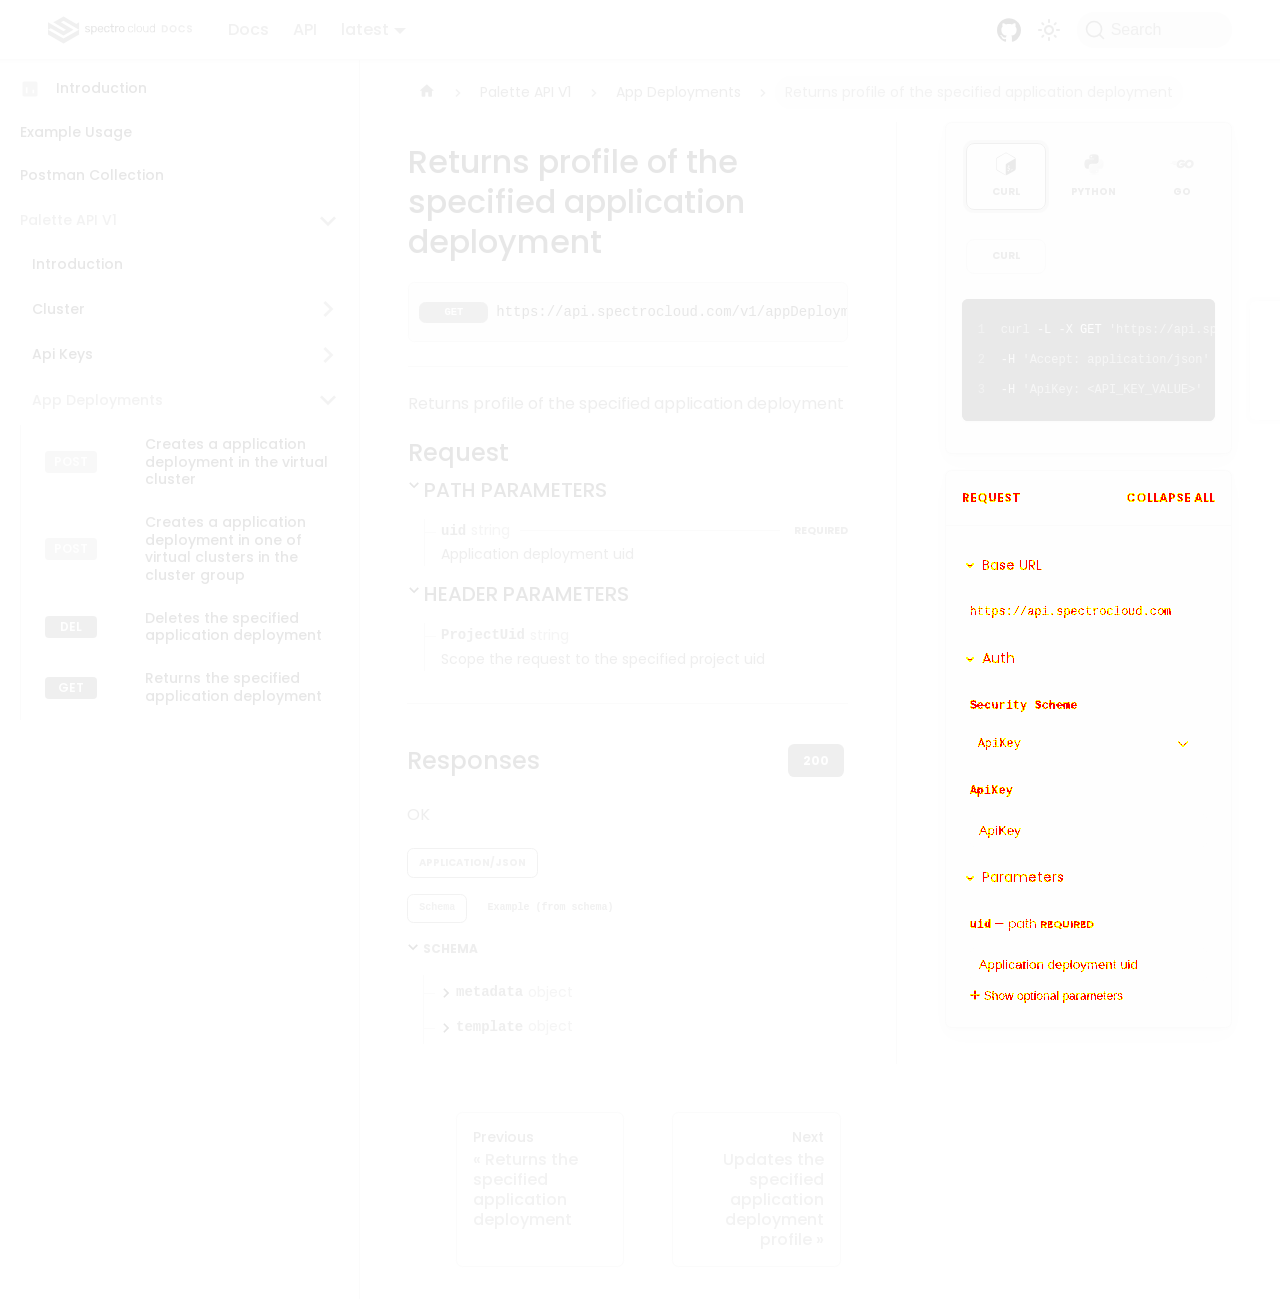 spectro cloud DOCS
Docs
API
latest
Search
Introduction
Example Usage
Postman Collection
Palette API V1
Introduction
Cluster
Api Keys
App Deployments
POST
Creates a application
deployment in the virtual
cluster
POST
Creates a application
deployment in one of
virtual clusters in the
cluster group
DEL
Deletes the specified
application deployment
GET
Returns the specified
application deployment
Palette API V1
App Deployments
Returns profile of the specified application deployment
Returns profile of the
specified application
deployment
GET
https://api.spectrocloud.com/v1/appDeploym
Returns profile of the specified application deployment
Request
PATH PARAMETERS
uid string
REQUIRED
Application deployment uid
HEADER PARAMETERS
ProjectUid string
Scope the request to the specified project uid
Responses
200
OK
APPLICATION/JSON
Schema
Example (from schema)
SCHEMA
metadata object
template object
Previous
« Returns the
specified
application
deployment
Next
Updates the
specified
application
deployment
profile »
CURL
PYTHON
GO
CURL
1 curl -L -X GET 'https://api.sp
2 -H 'Accept: application/json'
3 -H 'ApiKey: <API_KEY_VALUE>'
REQUEST
COLLAPSE ALL
Base URL
https://api.spectrocloud.com
Auth
Security Scheme
ApiKey
ApiKey
ApiKey
Parameters
uid — path REQUIRED
Application deployment uid
Show optional parameters